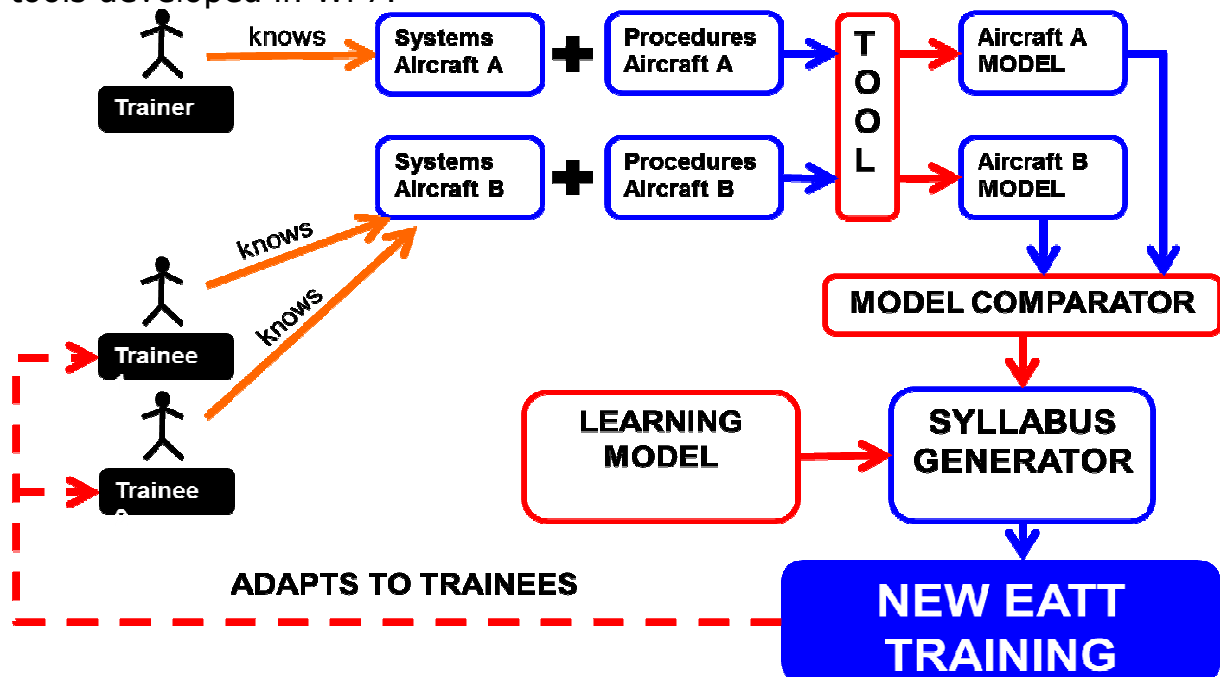 knows
Systems
Aircraft A
Procedures
Aircraft A
T
O
O
L
Aircraft A
MODEL
Trainer
Systems
Aircraft B
Procedures
Aircraft B
Aircraft B
MODEL
knows
knows
MODEL COMPARATOR
Trainee
Trainee
LEARNING
MODEL
SYLLABUS
GENERATOR
ADAPTS TO TRAINEES
NEW EATT
TRAINING